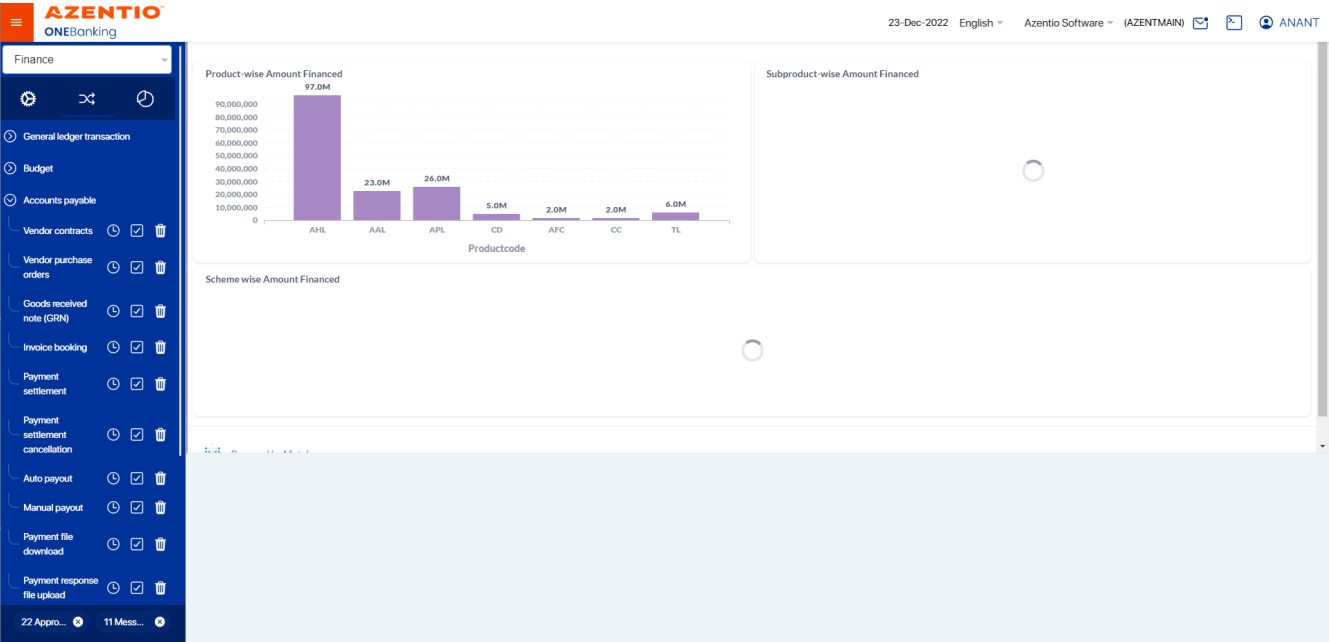 AZENTIO
ONEBanking
23-Dec-2022 English Azentio Software (AZENTMAIN) ANANT
Finance
General ledger transaction
Budget
Accounts payable
Vendor contracts
Vendor purchase
orders
Goods received
note (GRN)
Invoice booking
Payment
settlement
Payment
settlement
cancellation
Auto payout
Manual payout
Payment file
download
Payment response
file upload
22 Appro...
11 Mess...
Product-wise Amount Financed
97.0M
90,000,000
80,000,000
70,000,000
60,000,000
50,000,000
40,000,000
30,000,000
20,000,000
10,000,000
0
23.0M
26.0M
5.0M
2.0M
2.0M
6.0M
AHL AAL APL CD AFC CC TL
Productcode
Subproduct-wise Amount Financed
Scheme wise Amount Financed